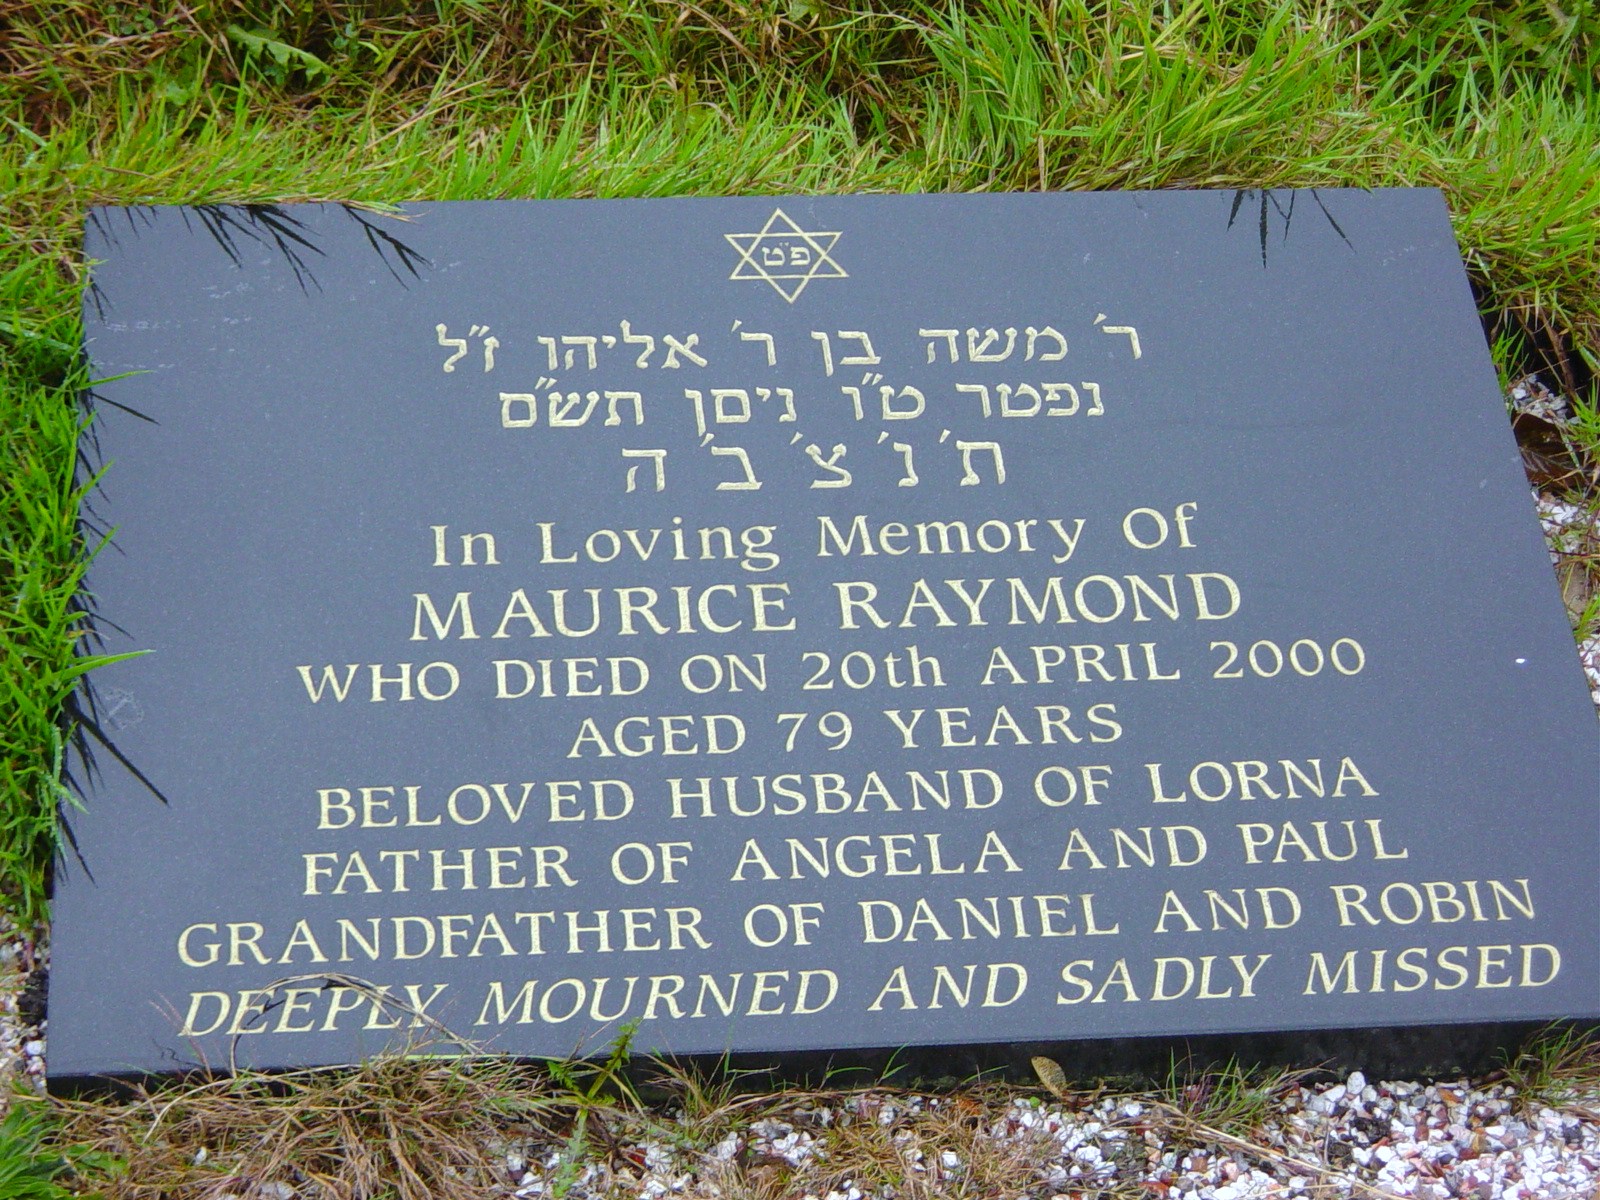 פ״ט
ר׳ משה בן ר׳ אליהו ז״ל
נפטר ט״ו ניסן תש״ס
ת׳ נ׳ צ׳ ב׳ ה
In Loving Memory Of
MAURICE RAYMOND
WHO DIED ON 20th APRIL 2000
AGED 79 YEARS
BELOVED HUSBAND OF LORNA
FATHER OF ANGELA AND PAUL
GRANDFATHER OF DANIEL AND ROBIN
DEEPLY MOURNED AND SADLY MISSED